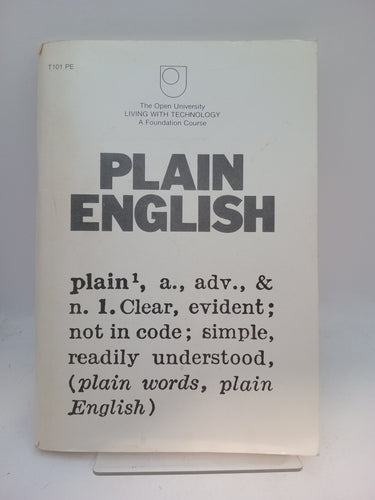 T101 PE
The Open University
LIVING WITH TECHNOLOGY
A Foundation Course
PLAIN
ENGLISH
plain¹, a., adv., &
n. 1. Clear, evident;
not in code; simple,
readily understood,
(plain words, plain
English)